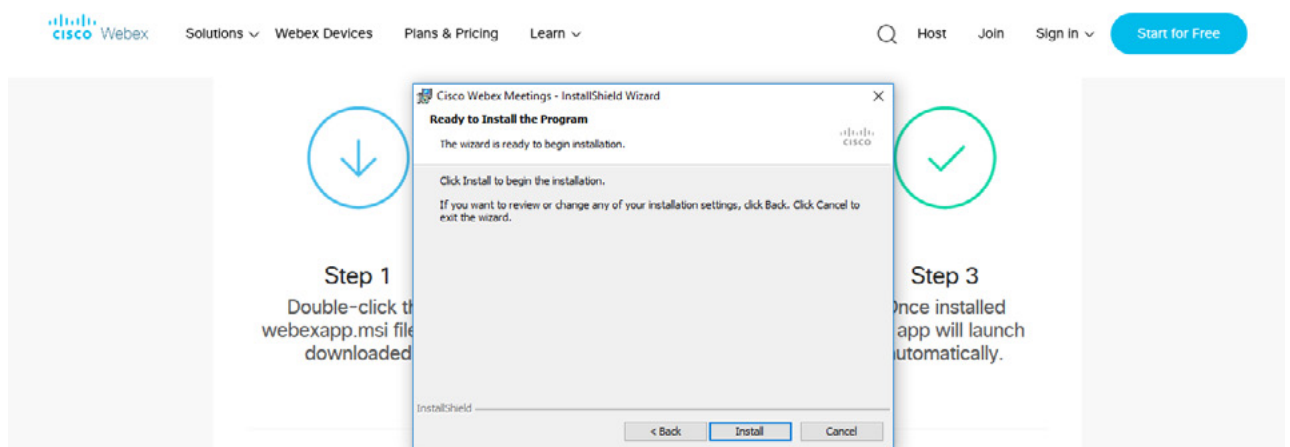 cisco Webex Solutions Webex Devices Plans & Pricing Learn Host Join Sign in Start for Free
Cisco Webex Meetings - InstallShield Wizard
Ready to Install the Program
The wizard is ready to begin installation.
cisco
Click Install to begin the installation.
If you want to review or change any of your installation settings, click Back. Click Cancel to
exit the wizard.
InstallShield
< Back Install Cancel
Step 1
Double-click
webexapp.msi file
downloaded
Step 3
Once installed
app will launch
automatically.